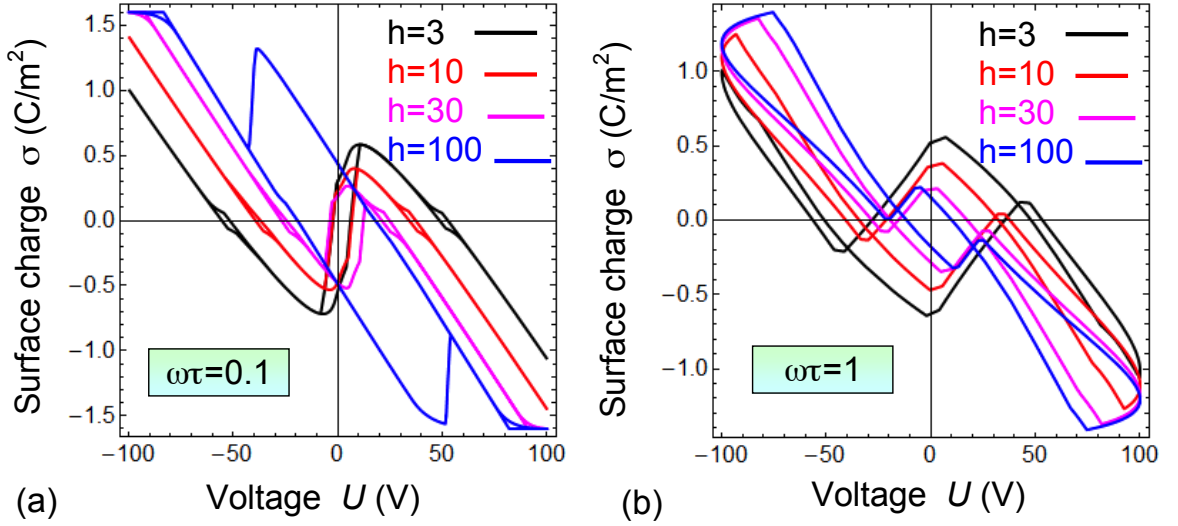 Surface charge σ (C/m²)
1.5
1.0
0.5
0.0
−0.5
−1.0
−1.5
h=3
h=10
h=30
h=100
ωτ=0.1
−100
−50
0
50
100
(a)
Voltage U (V)
Surface charge σ (C/m²)
1.0
0.5
0.0
−0.5
−1.0
h=3
h=10
h=30
h=100
ωτ=1
−100
−50
0
50
100
(b)
Voltage U (V)